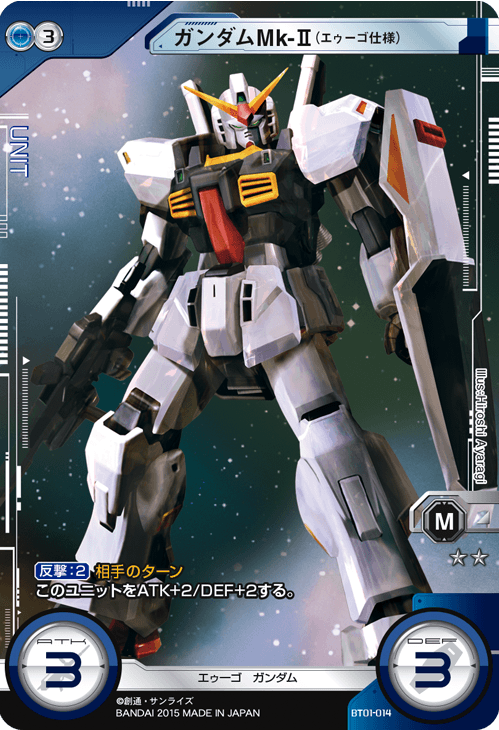 3
ガンダムMk-Ⅱ(エゥーゴ仕様)
UNIT
Illus:Hiroshi Ayaragi
M
反撃:2 相手のターン
このユニットをATK+2/DEF+2する。
ATK
3
DEF
3
エゥーゴ ガンダム
©創通・サンライズ
BANDAI 2015 MADE IN JAPAN
BT01-014